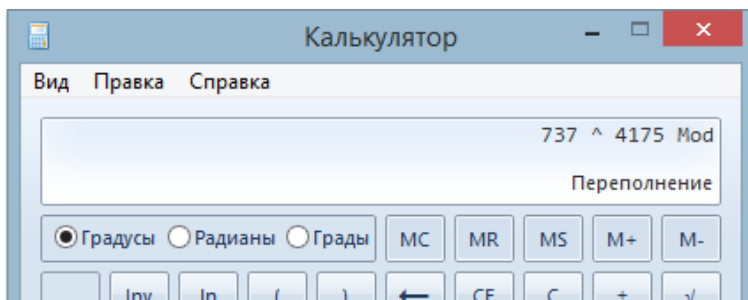 Калькулятор
Вид Правка Справка
737 ^ 4175 Mod
Переполнение
Градусы Радианы Грады MC MR MS M+ M-
Inv ln ( ) ← CE C ± √